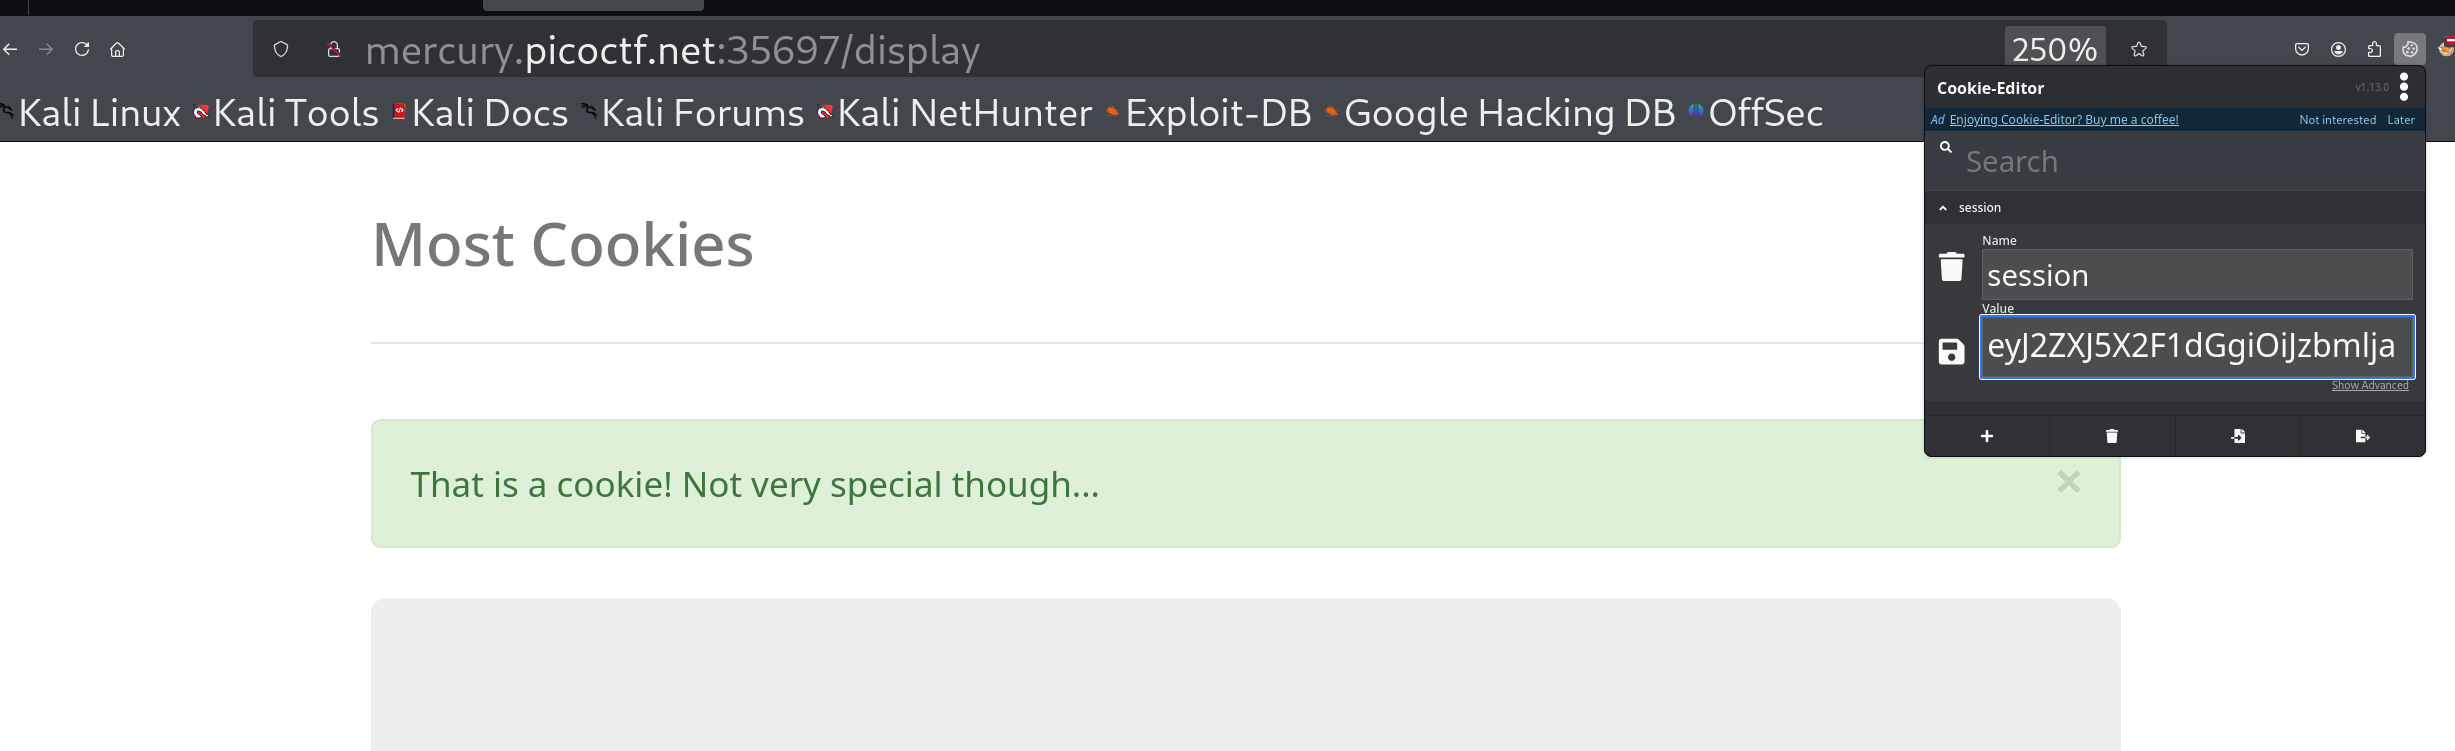 mercury.picoctf.net:35697/display
250%
Kali Linux Kali Tools Kali Docs Kali Forums Kali NetHunter Exploit-DB Google Hacking DB OffSec
Cookie-Editor v1.13.0
Ad Enjoying Cookie-Editor? Buy me a coffee! Not interested Later
Search
session
Name
session
Value
eyJ2ZXJ5X2F1dGgiOiJzbmlja
Show Advanced
Most Cookies
That is a cookie! Not very special though...
×